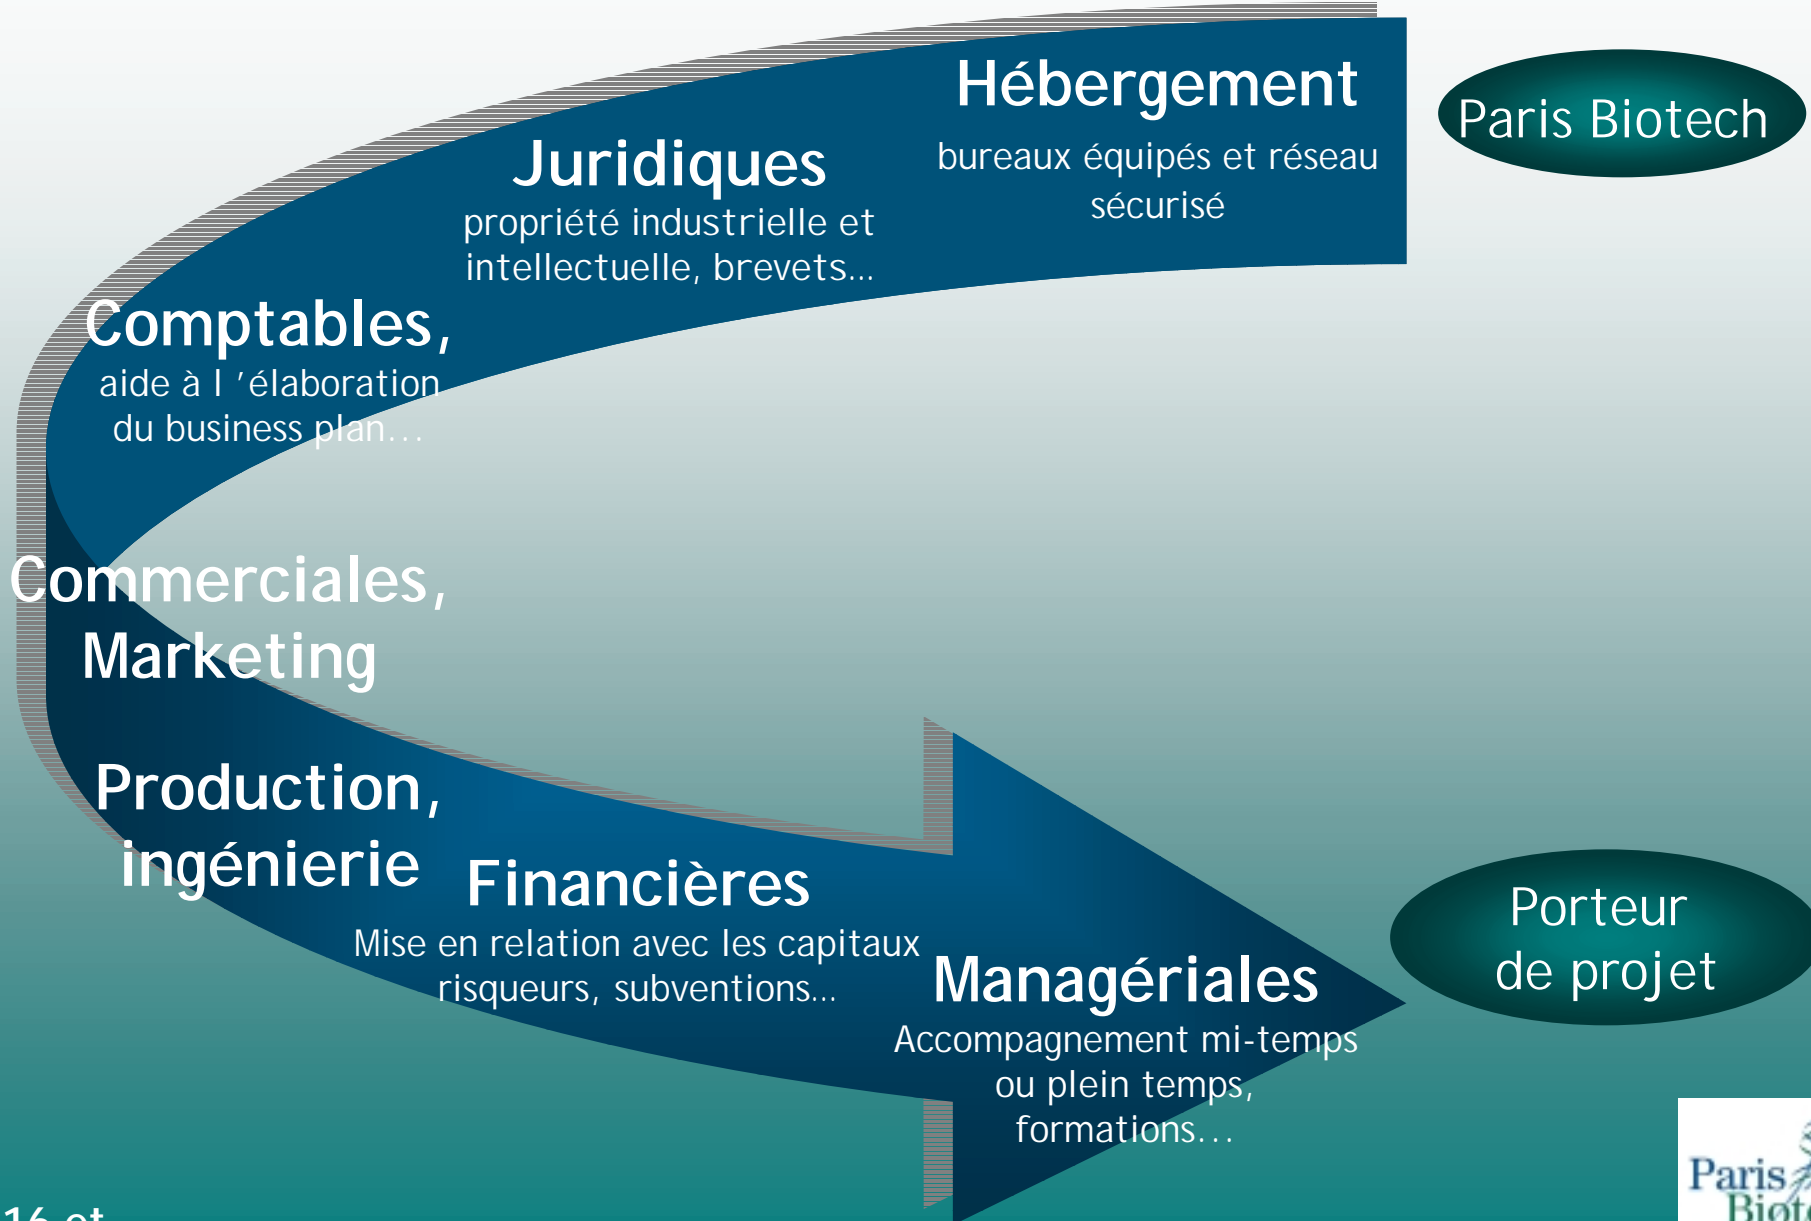 Hébergement
bureaux équipés et réseau
sécurisé
Paris Biotech
Juridiques
propriété industrielle et
intellectuelle, brevets...
Comptables,
aide à l ’élaboration
du business plan…
Commerciales,
Marketing
Production,
ingénierie
Financières
Mise en relation avec les capitaux
risqueurs, subventions...
Managériales
Accompagnement mi-temps
ou plein temps,
formations…
Porteur
de projet
16 et
Paris